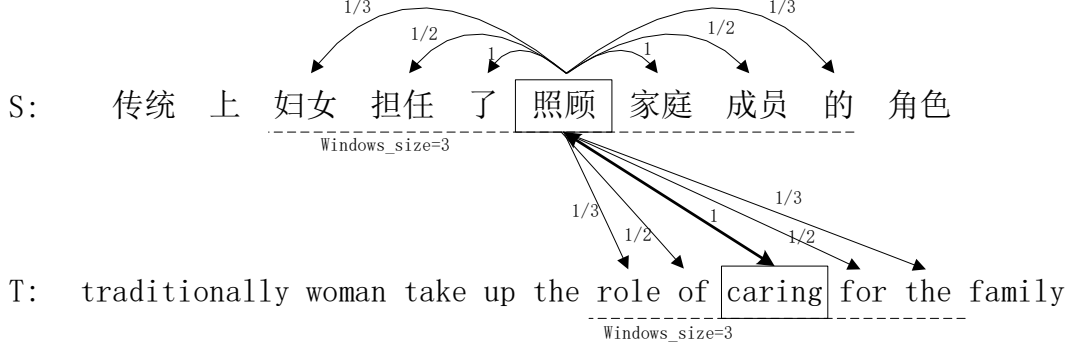 1/3 1/3
1/2 1/2
1 1
S: 传统 上 妇女 担任 了 照顾 家庭 成员 的 角色
Windows_size=3
1/3 1/2 1 1/2 1/3
T: traditionally woman take up the role of caring for the family
Windows_size=3